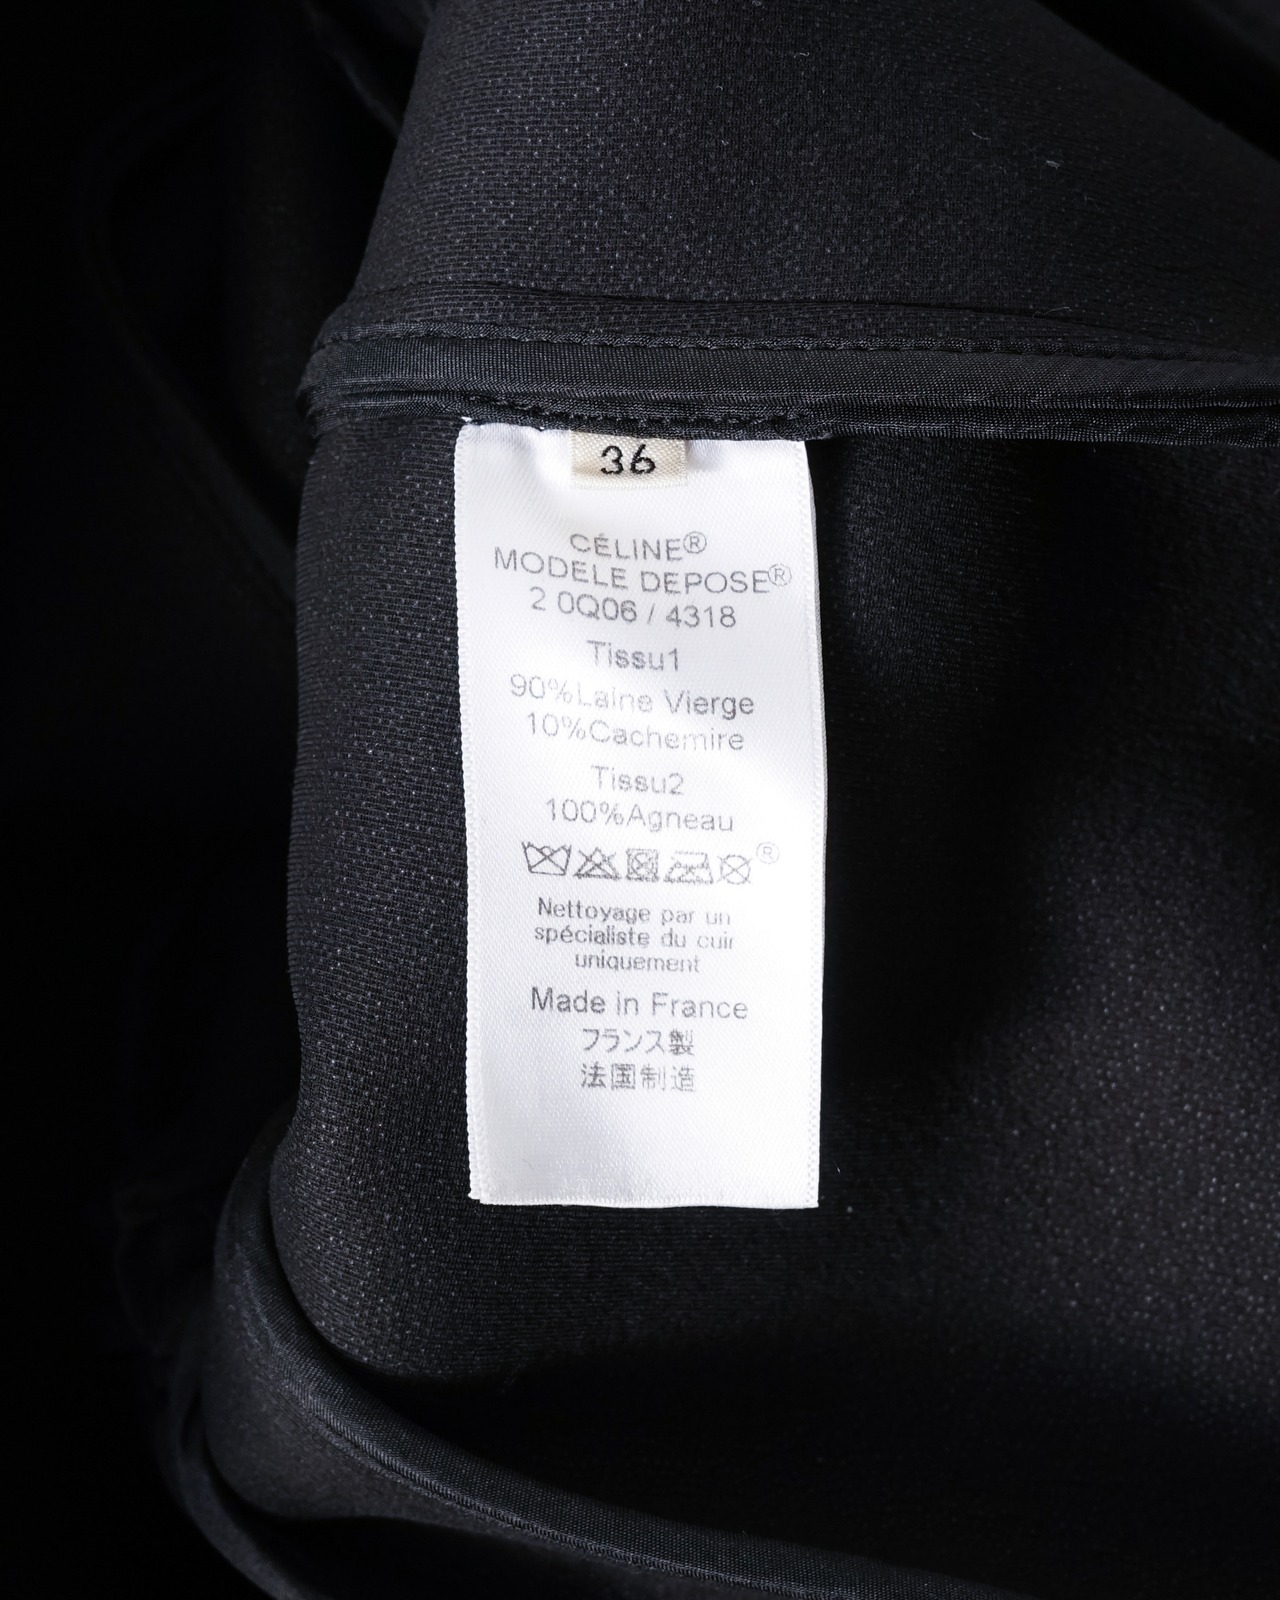 36
CÉLINE®
MODELE DEPOSE®
2 0Q06 / 4318
Tissu1
90%Laine Vierge
10%Cachemire
Tissu2
100%Agneau
®
Nettoyage par un
spécialiste du cuir
uniquement
Made in France
フランス製
法国制造